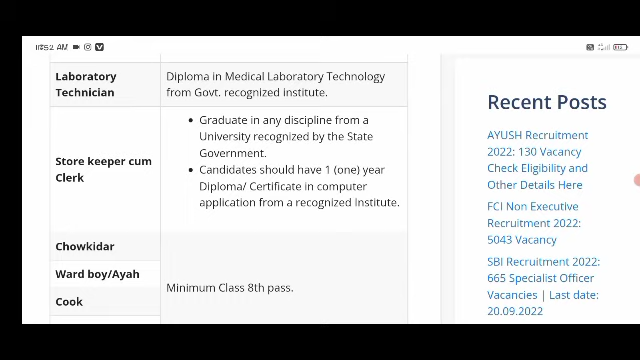 11:52 AM
Laboratory
Technician
Diploma in Medical Laboratory Technology
from Govt. recognized institute.
Store keeper cum
Clerk
Graduate in any discipline from a
University recognized by the State
Government.
Candidates should have 1 (one) year
Diploma/ Certificate in computer
application from a recognized Institute.
Chowkidar
Ward boy/Ayah
Cook
Minimum Class 8th pass.
Recent Posts
AYUSH Recruitment
2022: 130 Vacancy
Check Eligibility and
Other Details Here
FCI Non Executive
Recruitment 2022:
5043 Vacancy
SBI Recruitment 2022:
665 Specialist Officer
Vacancies | Last date:
20.09.2022